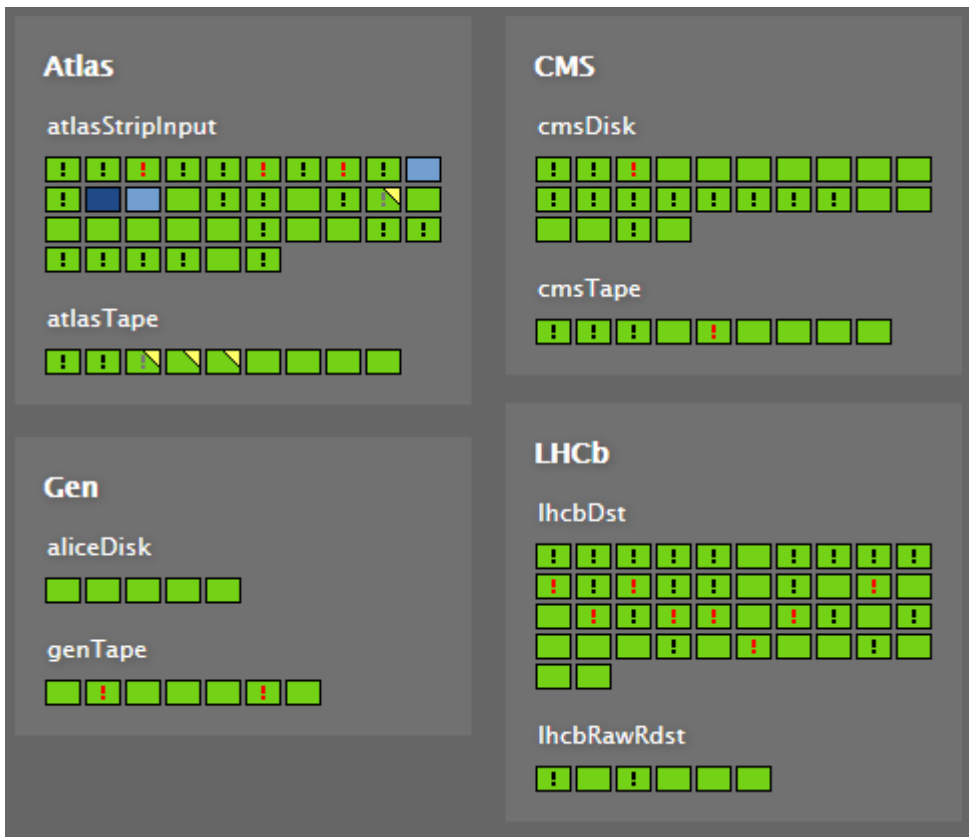 Atlas
atlasStripInput
! ! ! ! ! ! ! ! !
! ! ! ! !
! ! !
! ! ! ! !
atlasTape
! ! !
Gen
aliceDisk
genTape
! !
CMS
cmsDisk
! ! !
! ! ! ! ! ! ! !
!
cmsTape
! ! ! !
LHCb
lhcbDst
! ! ! ! ! ! ! ! !
! ! ! ! ! ! !
! ! ! ! ! ! !
! ! !
lhcbRawRdst
! !